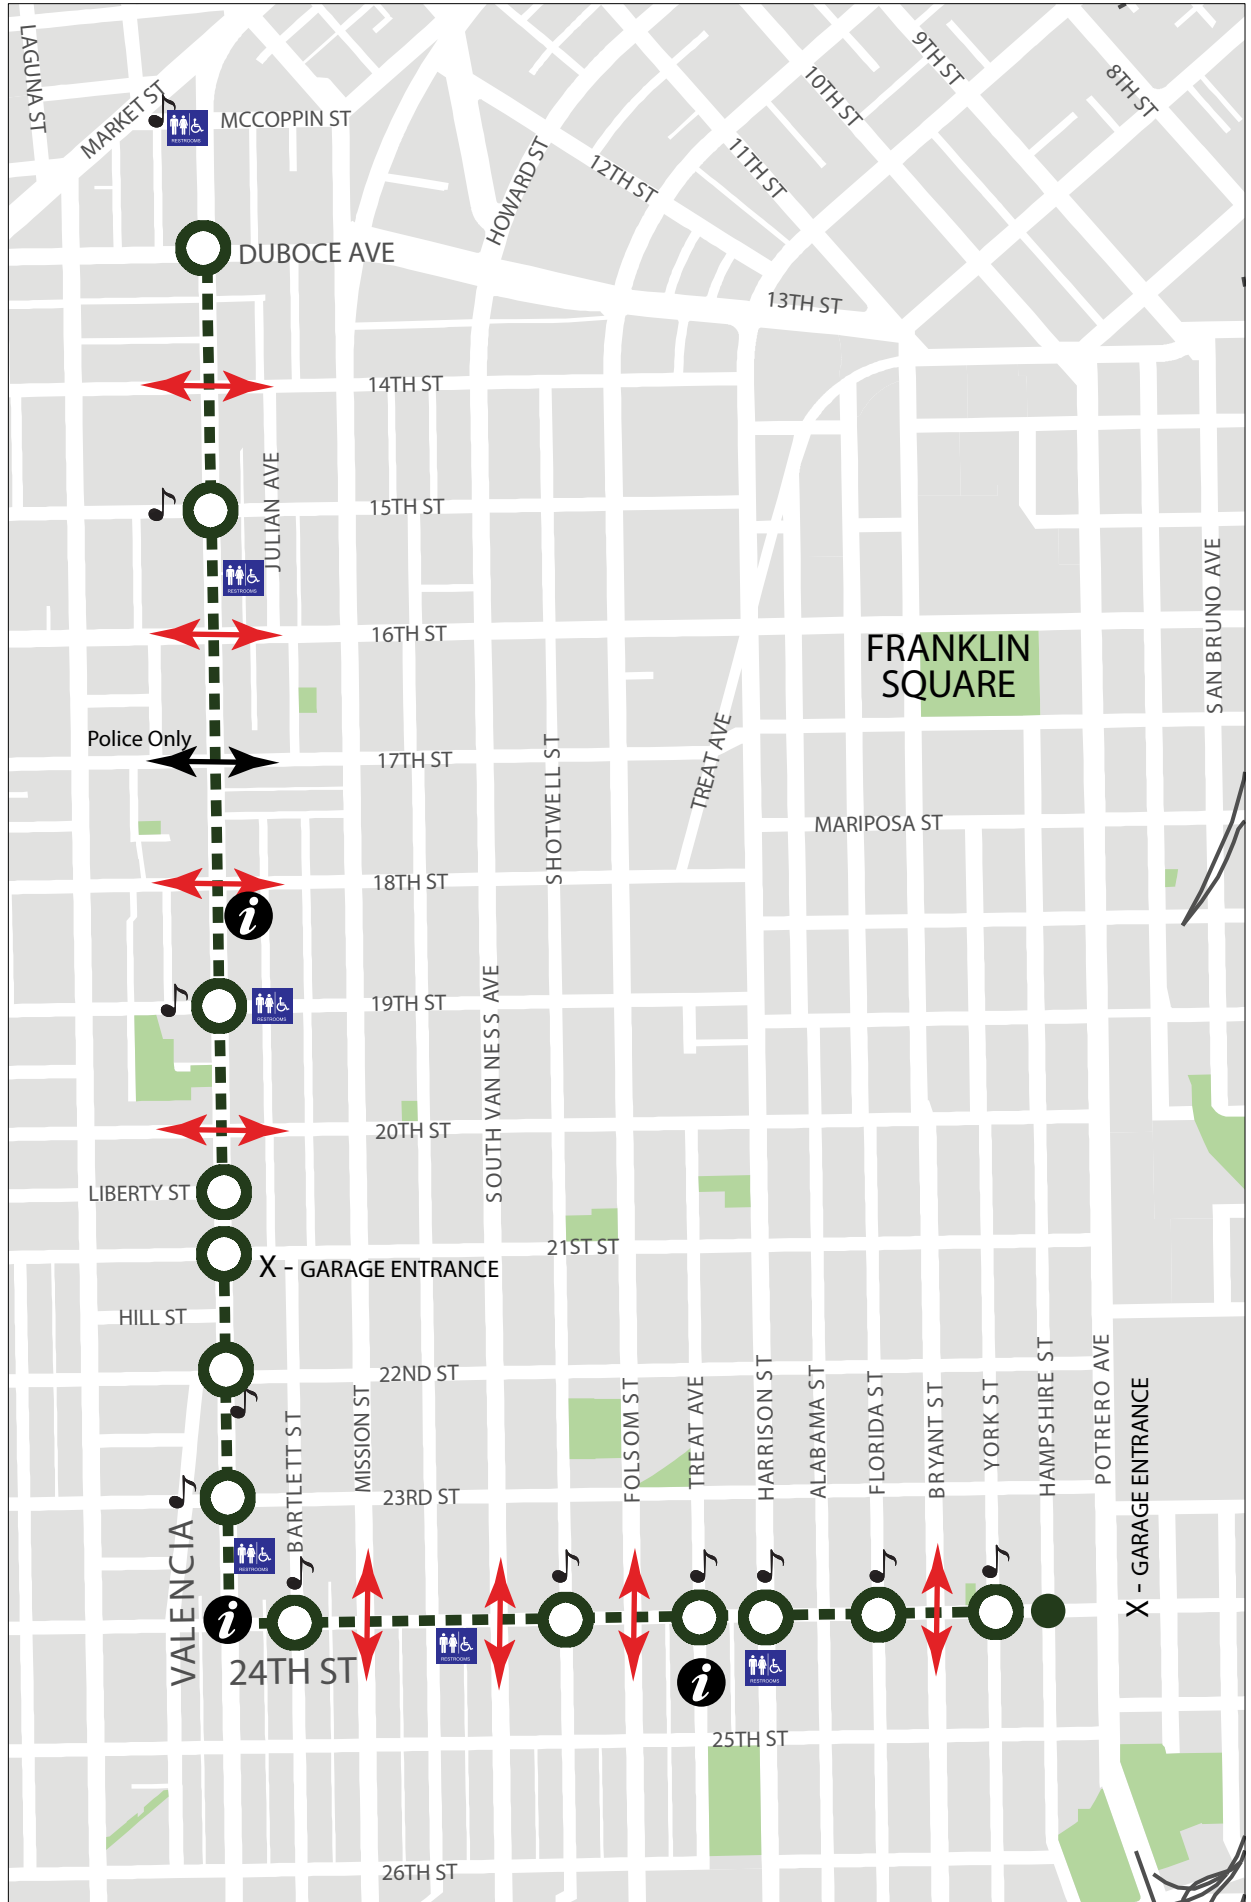 LAGUNA ST
MARKET ST
RESTROOMS
MCCOPPIN ST
HOWARD ST
12TH ST
11TH ST
10TH ST
9TH ST
8TH ST
DUBOCE AVE
13TH ST
14TH ST
JULIAN AVE
15TH ST
RESTROOMS
16TH ST
FRANKLIN
SQUARE
SAN BRUNO AVE
Police Only
17TH ST
SHOTWELL ST
TREAT AVE
MARIPOSA ST
18TH ST
i
19TH ST
RESTROOMS
SOUTH VAN NESS AVE
20TH ST
LIBERTY ST
21ST ST
X - GARAGE ENTRANCE
HILL ST
22ND ST
BARTLETT ST
MISSION ST
23RD ST
FOLSOM ST
TREAT AVE
HARRISON ST
ALABAMA ST
FLORIDA ST
BRYANT ST
YORK ST
HAMPSHIRE ST
POTRERO AVE
X - GARAGE ENTRANCE
VALENCIA
RESTROOMS
i
24TH ST
RESTROOMS
i
RESTROOMS
25TH ST
26TH ST